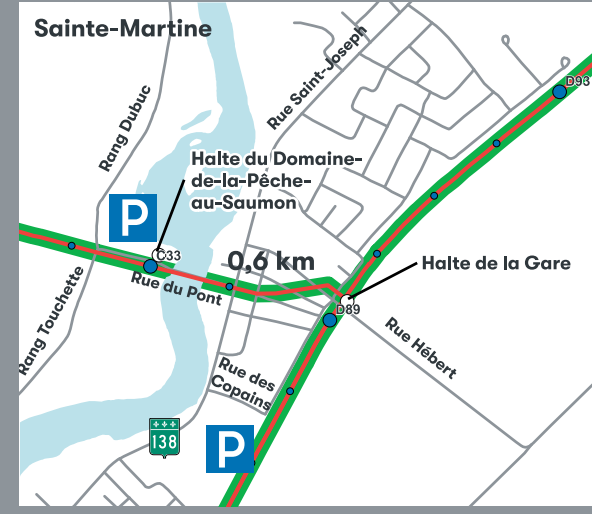 Sainte-Martine
Rue Saint-Joseph
D93
Rang Dubuc
Halte du Domaine-
de-la-Pêche-
au-Saumon
P
C33
0,6 km
Halte de la Gare
Rue du Pont
D89
Rang Touchette
Rue Hébert
Rue des
Copains
138
P